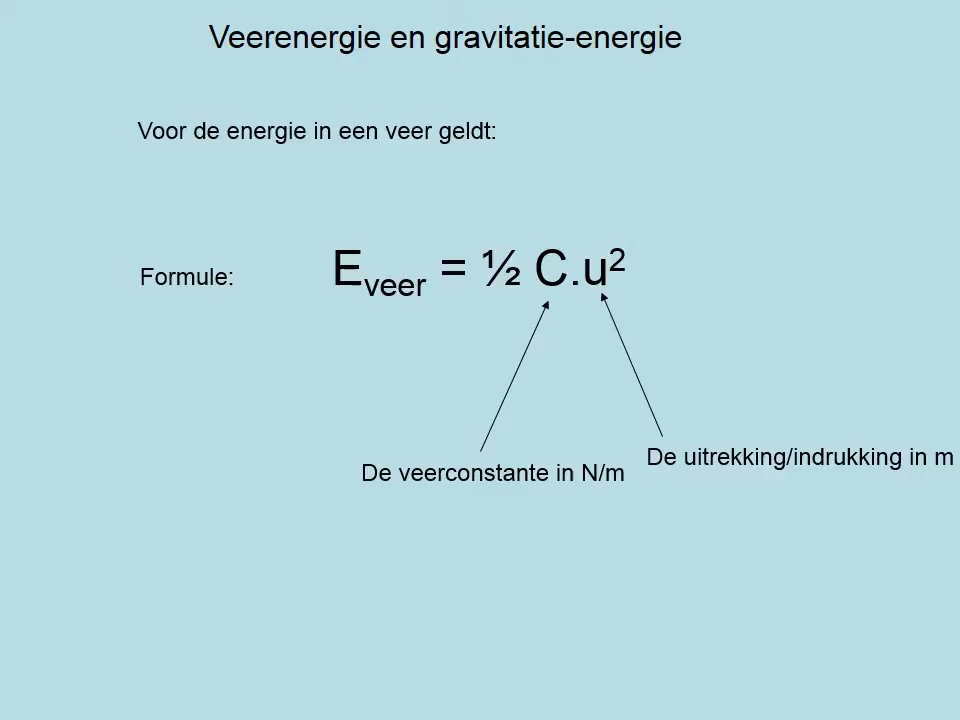 Veerenergie en gravitatie-energie
Voor de energie in een veer geldt:
Formule: E_veer = ½ C.u²
De veerconstante in N/m
De uitrekking/indrukking in m